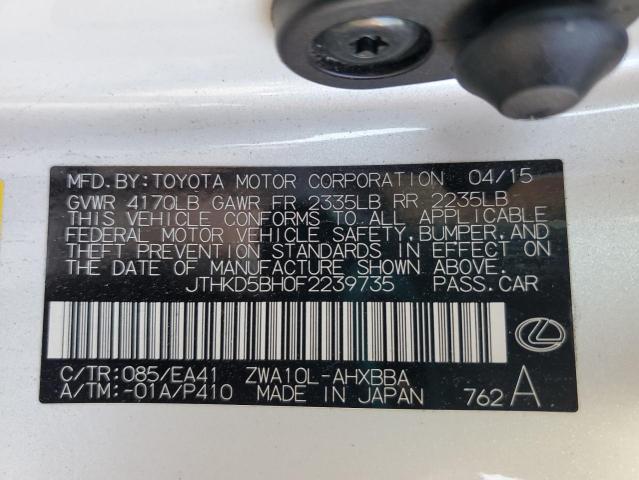 MFD. BY: TOYOTA MOTOR CORPORATION 04/15
GVWR 4170LB GAWR FR 2335LB RR 2235LB
THIS VEHICLE CONFORMS TO ALL APPLICABLE
FEDERAL MOTOR VEHICLE SAFETY, BUMPER, AND
THEFT PREVENTION STANDARDS IN EFFECT ON
THE DATE OF MANUFACTURE SHOWN ABOVE.
JTHKD5BH0F2239735 PASS.CAR
C/TR: 085/EA41 ZWA10L-AHXBBA
A/TM: -01A/P410 MADE IN JAPAN 762 A